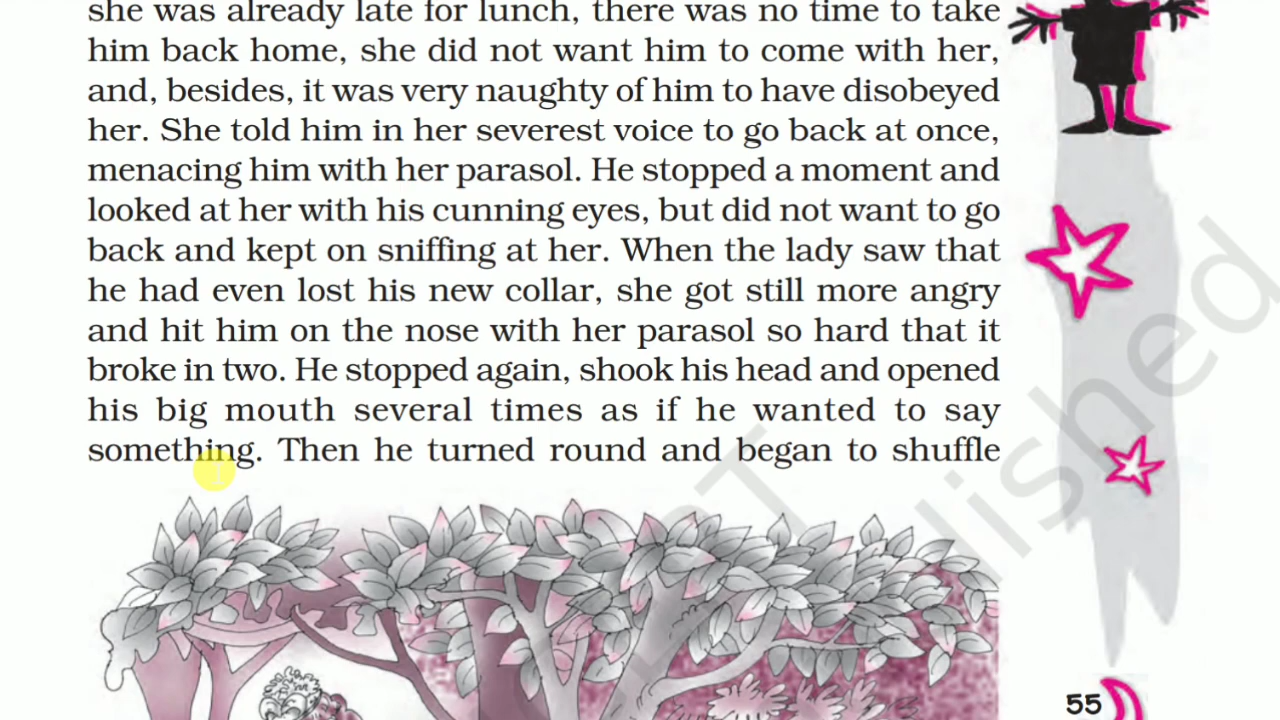 she was already late for lunch, there was no time to take
him back home, she did not want him to come with her,
and, besides, it was very naughty of him to have disobeyed
her. She told him in her severest voice to go back at once,
menacing him with her parasol. He stopped a moment and
looked at her with his cunning eyes, but did not want to go
back and kept on sniffing at her. When the lady saw that
he had even lost his new collar, she got still more angry
and hit him on the nose with her parasol so hard that it
broke in two. He stopped again, shook his head and opened
his big mouth several times as if he wanted to say
something. Then he turned round and began to shuffle
55